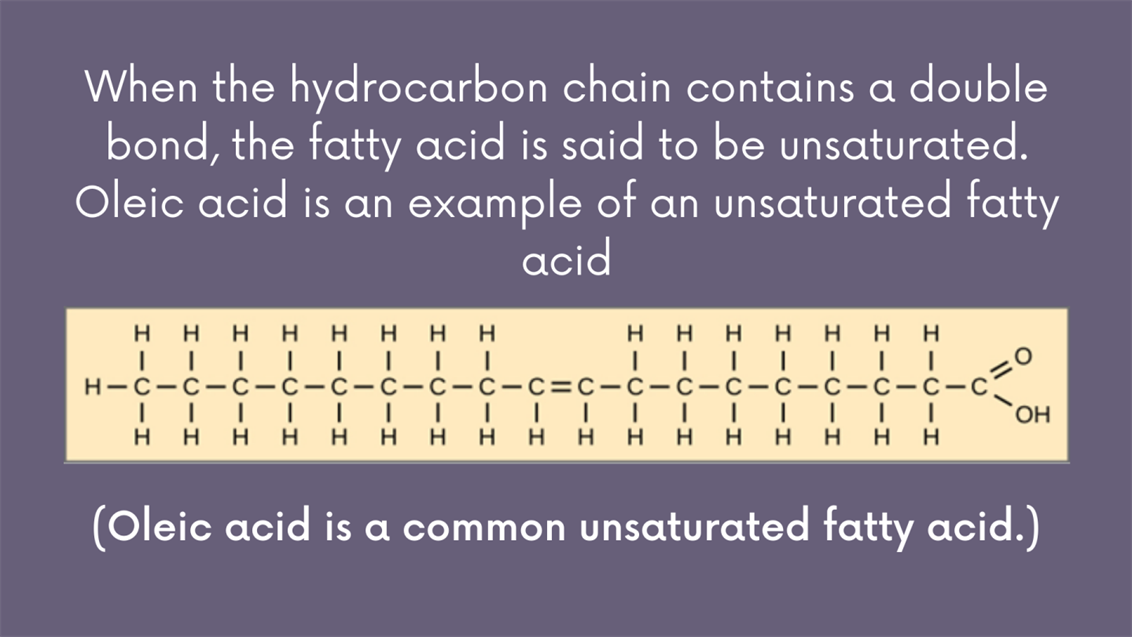 When the hydrocarbon chain contains a double
bond, the fatty acid is said to be unsaturated.
Oleic acid is an example of an unsaturated fatty
acid
H H H H H H H H H H H H H H H
H–C–C–C–C–C–C–C–C–C=C–C–C–C–C–C–C–C–C
O
OH
H H H H H H H H H H H H H H H H H
(Oleic acid is a common unsaturated fatty acid.)